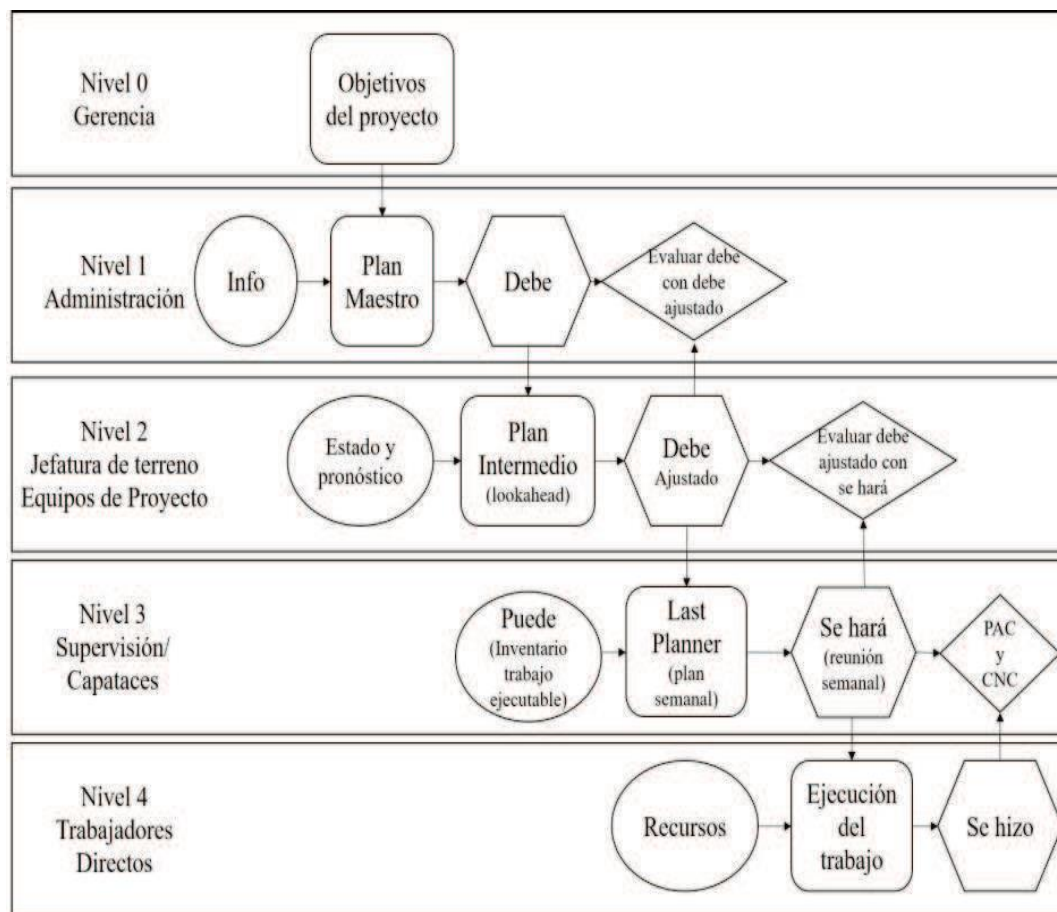 Nivel 0
Gerencia
Objetivos
del proyecto
Nivel 1
Administración
Info
Plan
Maestro
Debe
Evaluar debe
con debe
ajustado
Nivel 2
Jefatura de terreno
Equipos de Proyecto
Estado y
pronóstico
Plan
Intermedio
(lookahead)
Debe
Ajustado
Evaluar debe
ajustado con
se hará
Nivel 3
Supervisión/
Capataces
Puede
(Inventario
trabajo
ejecutable)
Last
Planner
(plan
semanal)
Se hará
(reunión
semanal)
PAC
y
CNC
Nivel 4
Trabajadores
Directos
Recursos
Ejecución
del
trabajo
Se hizo